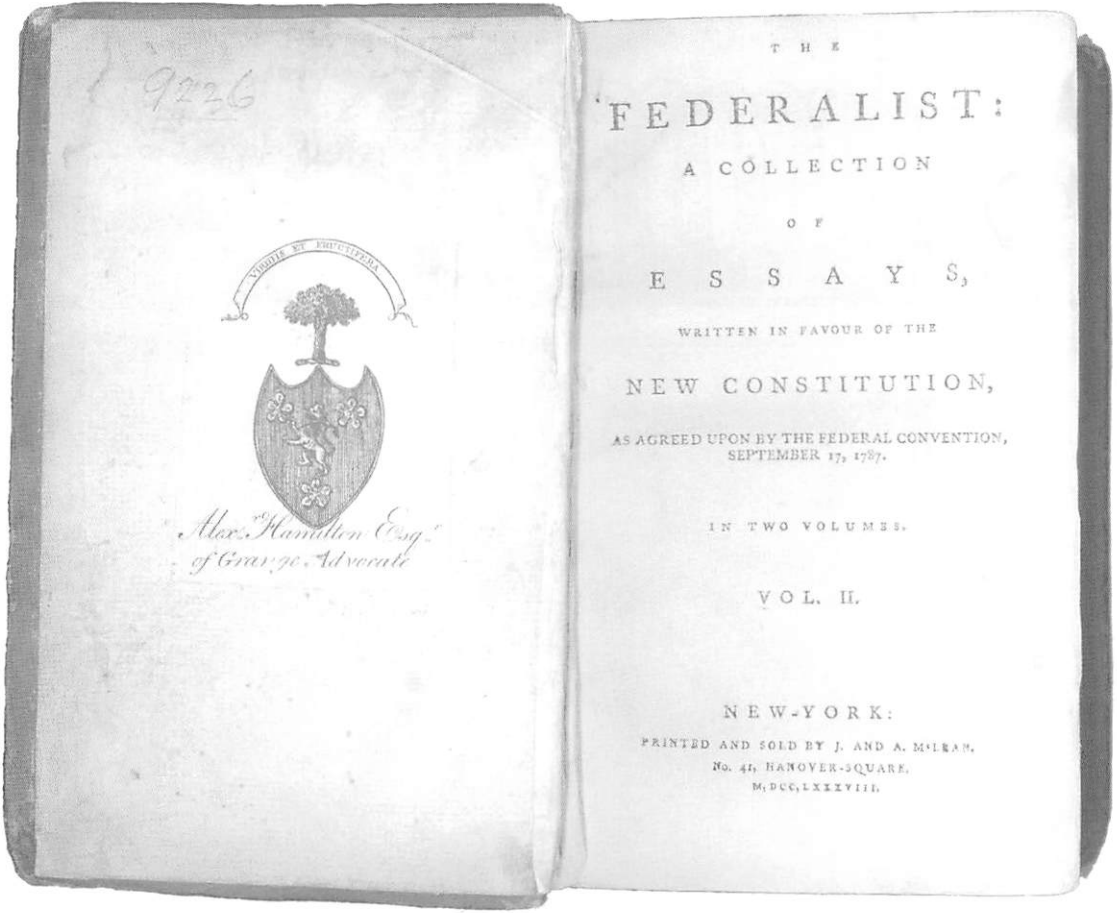 9226
VIRIDIS ET FRUCTIFERA
Alexr. Hamilton Esqr.
of Grange Advocate
THE
FEDERALIST:
A COLLECTION
OF
ESSAYS,
WRITTEN IN FAVOUR OF THE
NEW CONSTITUTION,
AS AGREED UPON BY THE FEDERAL CONVENTION,
SEPTEMBER 17, 1787.
IN TWO VOLUMES.
VOL. II.
NEW-YORK:
PRINTED AND SOLD BY J. AND A. M‘LEAN,
No. 41, HANOVER-SQUARE,
M,DCC,LXXXVIII.